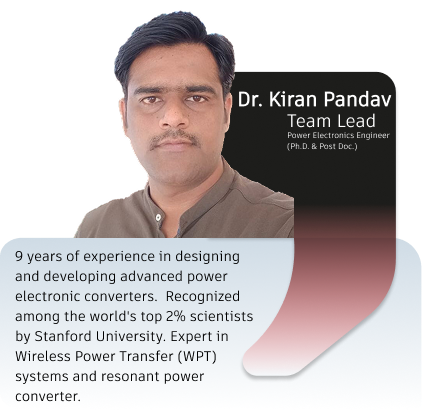 Dr. Kiran Pandav
Team Lead
Power Electronics Engineer
(Ph.D. & Post Doc.)
9 years of experience in designing
and developing advanced power
electronic converters. Recognized
among the world's top 2% scientists
by Stanford University. Expert in
Wireless Power Transfer (WPT)
systems and resonant power
converter.